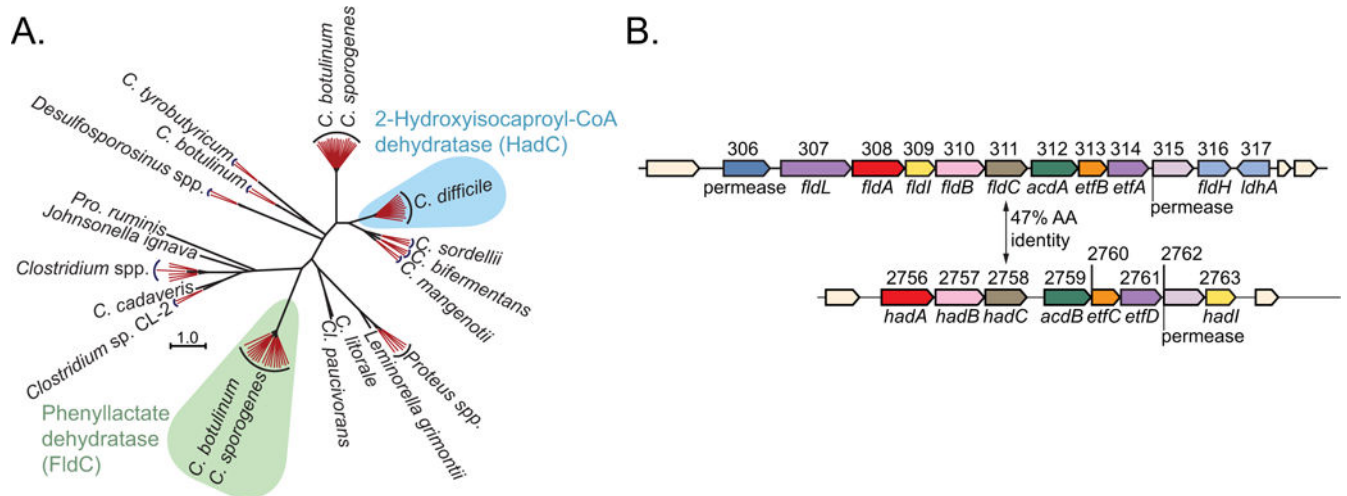 A.
C. botulinum
C. sporogenes
2-Hydroxyisocaproyl-CoA
dehydratase (HadC)
C. tyrobutyricum
C. botulinum
Desulfosporosinus spp.
C. difficile
Pro. ruminis
Johnsonella ignava
Clostridium spp.
C. cadaveris
Clostridium sp. CL-2
C. sordellii
C. bifermentans
C. mangenotii
1.0
Phenyllactate
dehydratase
(FldC)
C. botulinum
C. sporogenes
Cl. paucivorans
C. litorale
Leminorella grimontii
Proteus spp.
B.
306 307 308 309 310 311 312 313 314 315 316 317
permease fldL fldA fldI fldB fldC acdA etfB etfA fldH ldhA
permease
47% AA
identity
2760 2762
2756 2757 2758 2759 2761 2763
hadA hadB hadC acdB etfC etfD hadI
permease